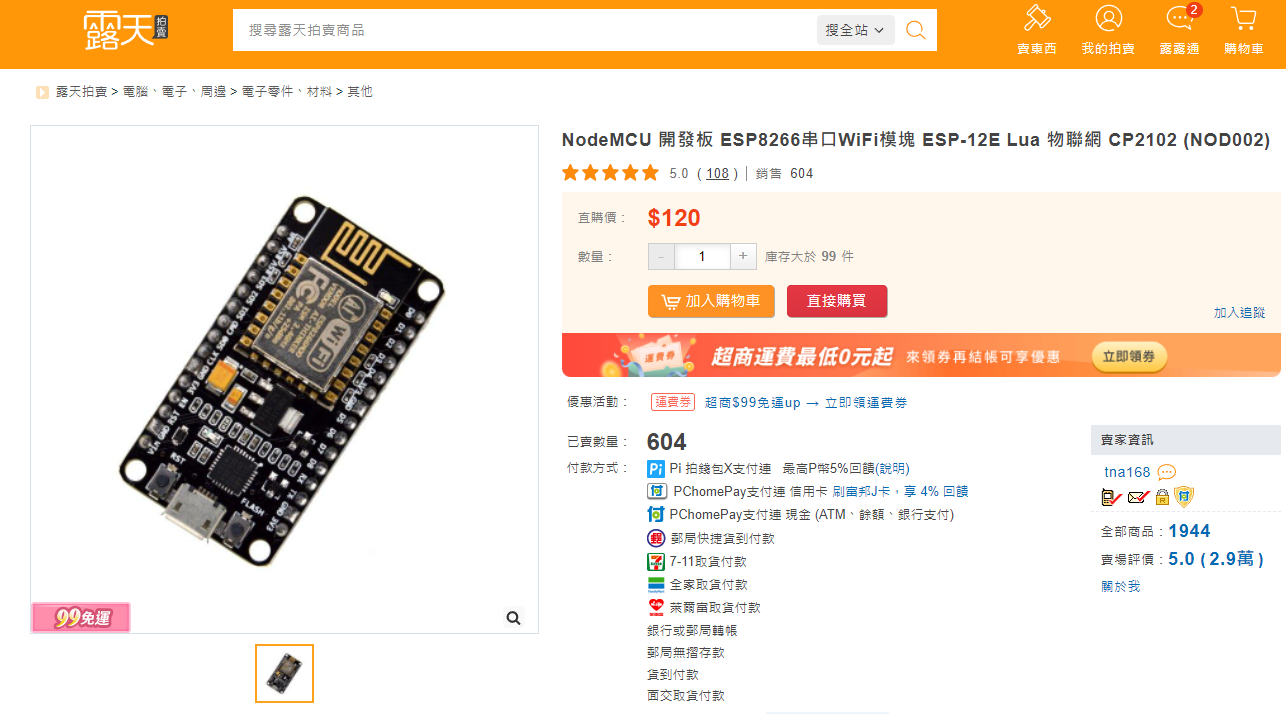 露天 拍賣
搜尋露天拍賣商品
搜全站
2
賣東西 我的拍賣 露露通 購物車
露天拍賣 > 電腦、電子、周邊 > 電子零件、材料 > 其他
NodeMCU 開發板 ESP8266串口WiFi模塊 ESP-12E Lua 物聯網 CP2102 (NOD002)
5.0 ( 108 ) | 銷售 604
直購價: $120
數量: - 1 + 庫存大於 99 件
加入購物車 直接購買
加入追蹤
運費券 超商運費最低0元起 來領券再結帳可享優惠 立即領券
優惠活動: 運費券 超商$99免運up → 立即領運費券
已賣數量: 604
付款方式: Pi Pi 拍錢包X支付連 最高P幣5%回饋(說明)
付 PChomePay支付連 信用卡 刷富邦J卡,享 4% 回饋
付 PChomePay支付連 現金 (ATM、餘額、銀行支付)
郵局快捷貨到付款
7-11取貨付款
全家取貨付款
萊爾富取貨付款
銀行或郵局轉帳
郵局無摺存款
貨到付款
面交取貨付款
賣家資訊
tna168
全部商品: 1944
賣場評價: 5.0 ( 2.9萬 )
關於我
WiFi
RST
FLASH
99免運